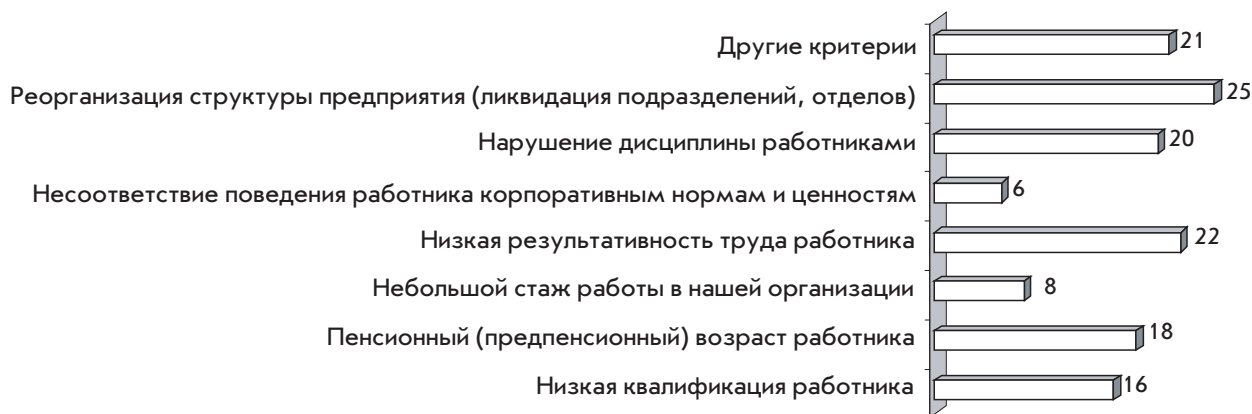 Другие критерии 21
Реорганизация структуры предприятия (ликвидация подразделений, отделов) 25
Нарушение дисциплины работниками 20
Несоответствие поведения работника корпоративным нормам и ценностям 6
Низкая результативность труда работника 22
Небольшой стаж работы в нашей организации 8
Пенсионный (предпенсионный) возраст работника 18
Низкая квалификация работника 16